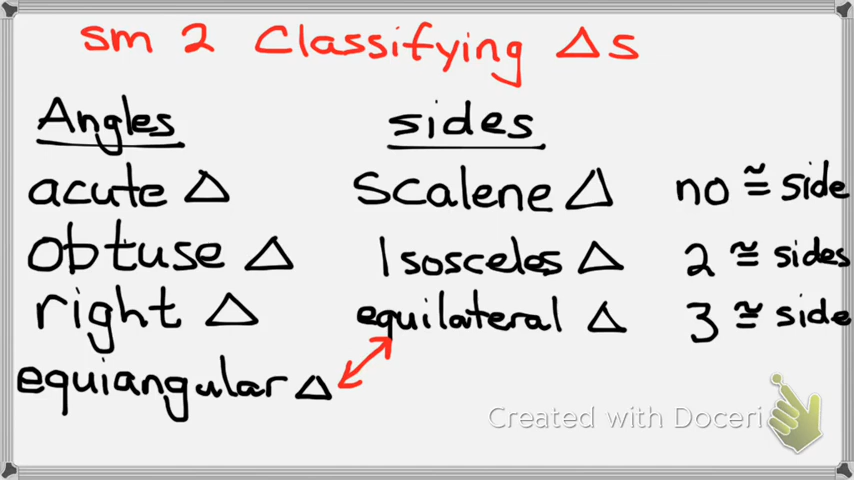 sm 2 Classifying Δs
Angles sides
acute Δ scalene Δ no ≅ side
obtuse Δ Isosceles Δ 2 ≅ sides
right Δ equilateral Δ 3 ≅ side
equiangular Δ
Created with Doceri